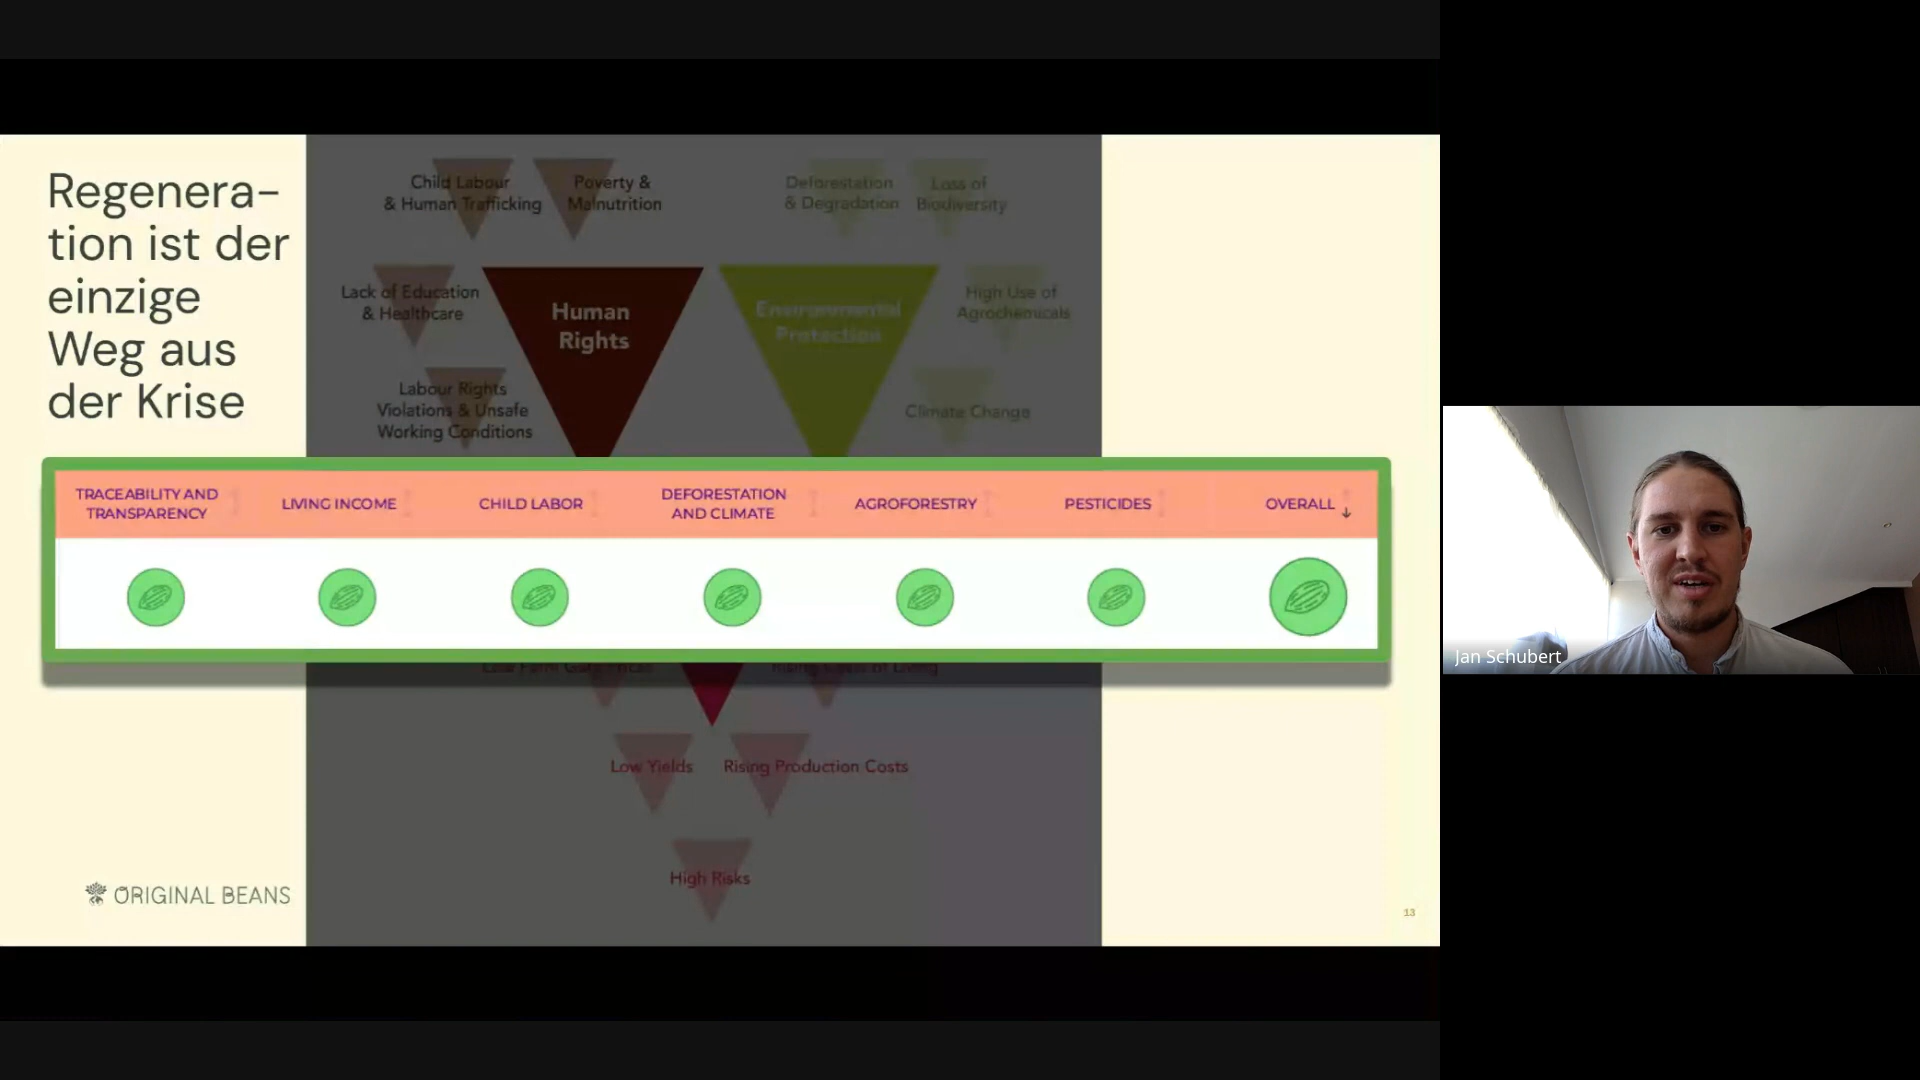 Regenera-
tion ist der
einzige
Weg aus
der Krise
Child Labour
& Human Trafficking
Poverty &
Malnutrition
Deforestation
& Degradation
Loss of
Biodiversity
Lack of Education
& Healthcare
Human
Rights
Environmental
Protection
High Use of
Agrochemicals
Labour Rights
Violations & Unsafe
Working Conditions
Climate Change
TRACEABILITY AND
TRANSPARENCY
LIVING INCOME
CHILD LABOR
DEFORESTATION
AND CLIMATE
AGROFORESTRY
PESTICIDES
OVERALL
Low Yields
Rising Production Costs
High Risks
ORIGINAL BEANS
13
Jan Schubert